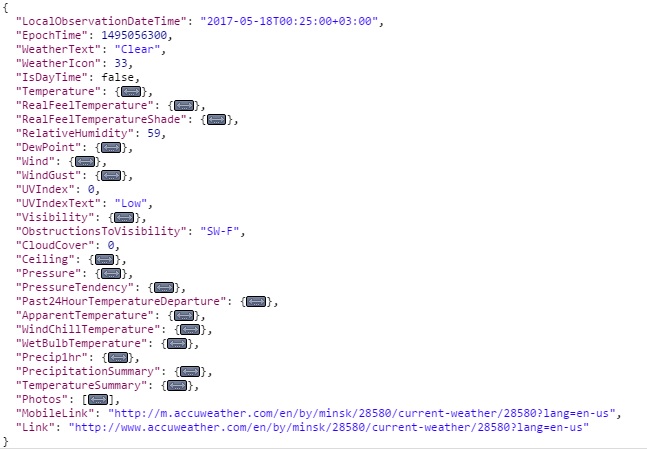 {
"LocalObservationDateTime": "2017-05-18T00:25:00+03:00",
"EpochTime": 1495056300,
"WeatherText": "Clear",
"WeatherIcon": 33,
"IsDayTime": false,
"Temperature": {↔},
"RealFeelTemperature": {↔},
"RealFeelTemperatureShade": {↔},
"RelativeHumidity": 59,
"DewPoint": {↔},
"Wind": {↔},
"WindGust": {↔},
"UVIndex": 0,
"UVIndexText": "Low",
"Visibility": {↔},
"ObstructionsToVisibility": "SW-F",
"CloudCover": 0,
"Ceiling": {↔},
"Pressure": {↔},
"PressureTendency": {↔},
"Past24HourTemperatureDeparture": {↔},
"ApparentTemperature": {↔},
"WindChillTemperature": {↔},
"WetBulbTemperature": {↔},
"Precip1hr": {↔},
"PrecipitationSummary": {↔},
"TemperatureSummary": {↔},
"Photos": [↔],
"MobileLink": "http://m.accuweather.com/en/by/minsk/28580/current-weather/28580?lang=en-us",
"Link": "http://www.accuweather.com/en/by/minsk/28580/current-weather/28580?lang=en-us"
}